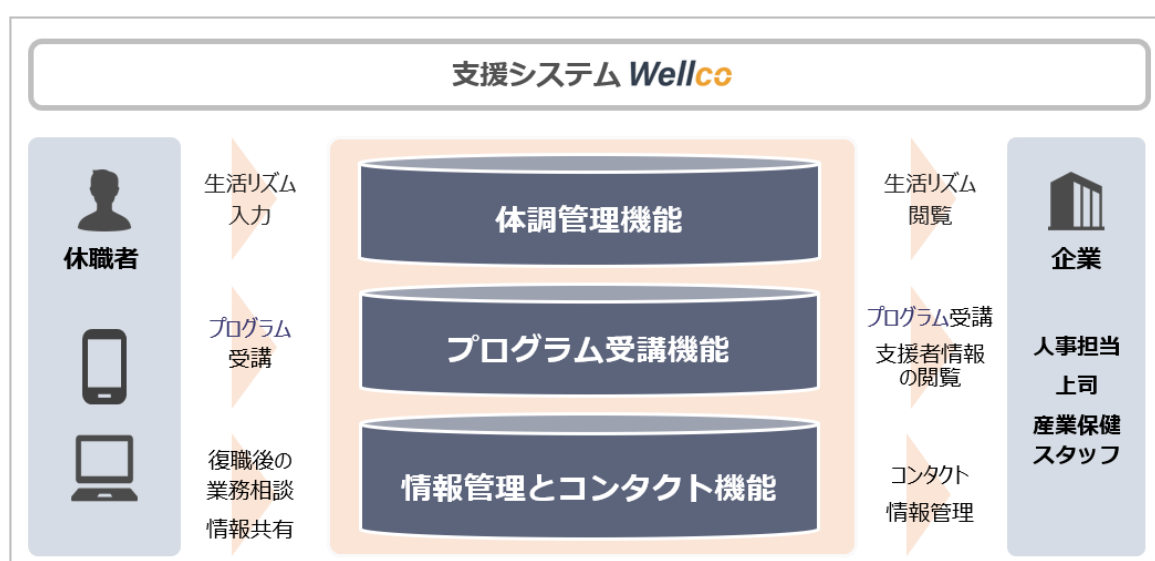 支援システム Wellco
休職者
生活リズム
入力
プログラム
受講
復職後の
業務相談
情報共有
体調管理機能
プログラム受講機能
情報管理とコンタクト機能
生活リズム
閲覧
プログラム受講
支援者情報
の閲覧
コンタクト
情報管理
企業
人事担当
上司
産業保健
スタッフ